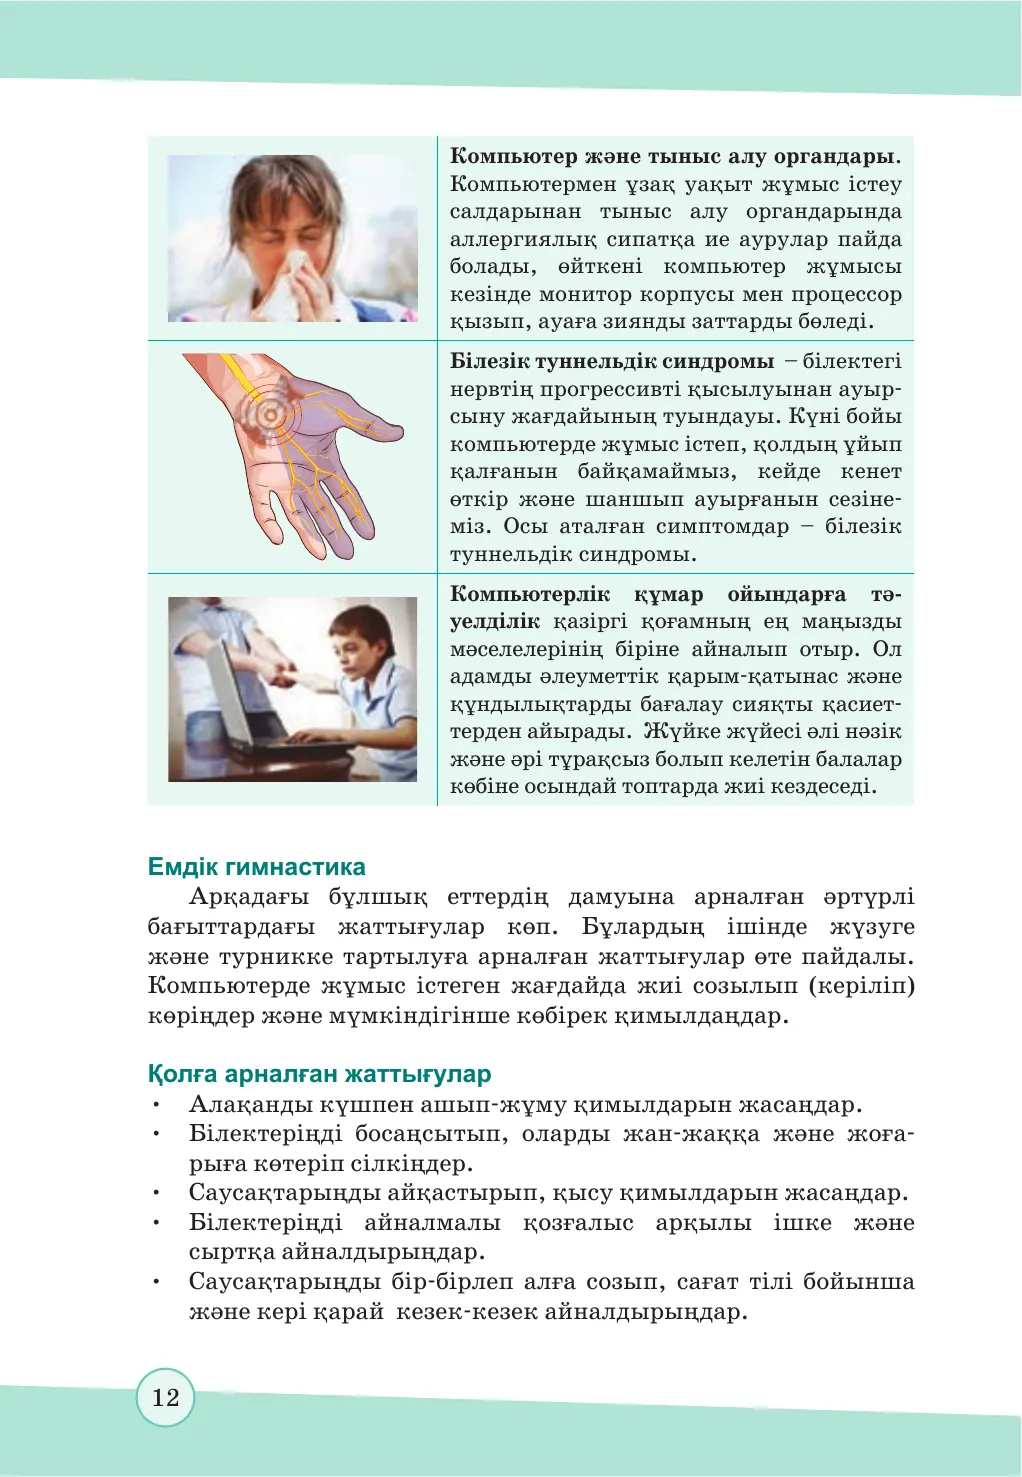 Компьютер және тыныс алу органдары.
Компьютермен ұзақ уақыт жұмыс істеу
салдарынан тыныс алу органдарында
аллергиялық сипатқа ие аурулар пайда
болады, өйткені компьютер жұмысы
кезінде монитор корпусы мен процессор
қызып, ауаға зиянды заттарды бөледі.
Білезік туннельдік синдромы – білектегі
нервтің прогрессивті қысылуынан ауыр-
сыну жағдайының туындауы. Күні бойы
компьютерде жұмыс істеп, қолдың ұйып
қалғанын байқамаймыз, кейде кенет
өткір және шаншып ауырғанын сезіне-
міз. Осы аталған симптомдар – білезік
туннельдік синдромы.
Компьютерлік құмар ойындарға тә-
уелділік қазіргі қоғамның ең маңызды
мәселелерінің біріне айналып отыр. Ол
адамды әлеуметтік қарым-қатынас және
құндылықтарды бағалау сияқты қасиет-
терден айырады. Жүйке жүйесі әлі нәзік
және әрі тұрақсыз болып келетін балалар
көбіне осындай топтарда жиі кездеседі.
Емдік гимнастика
Арқадағы бұлшық еттердің дамуына арналған әртүрлі
бағыттардағы жаттығулар көп. Бұлардың ішінде жүзуге
және турникке тартылуға арналған жаттығулар өте пайдалы.
Компьютерде жұмыс істеген жағдайда жиі созылып (керіліп)
көріңдер және мүмкіндігінше көбірек қимылдаңдар.
Қолға арналған жаттығулар
• Алақанды күшпен ашып-жұму қимылдарын жасаңдар.
• Білектеріңді босаңсытып, оларды жан-жаққа және жоға-
рыға көтеріп сілкіңдер.
• Саусақтарыңды айқастырып, қысу қимылдарын жасаңдар.
• Білектеріңді айналмалы қозғалыс арқылы ішке және
сыртқа айналдырыңдар.
• Саусақтарыңды бір-бірлеп алға созып, сағат тілі бойынша
және кері қарай кезек-кезек айналдырыңдар.
12